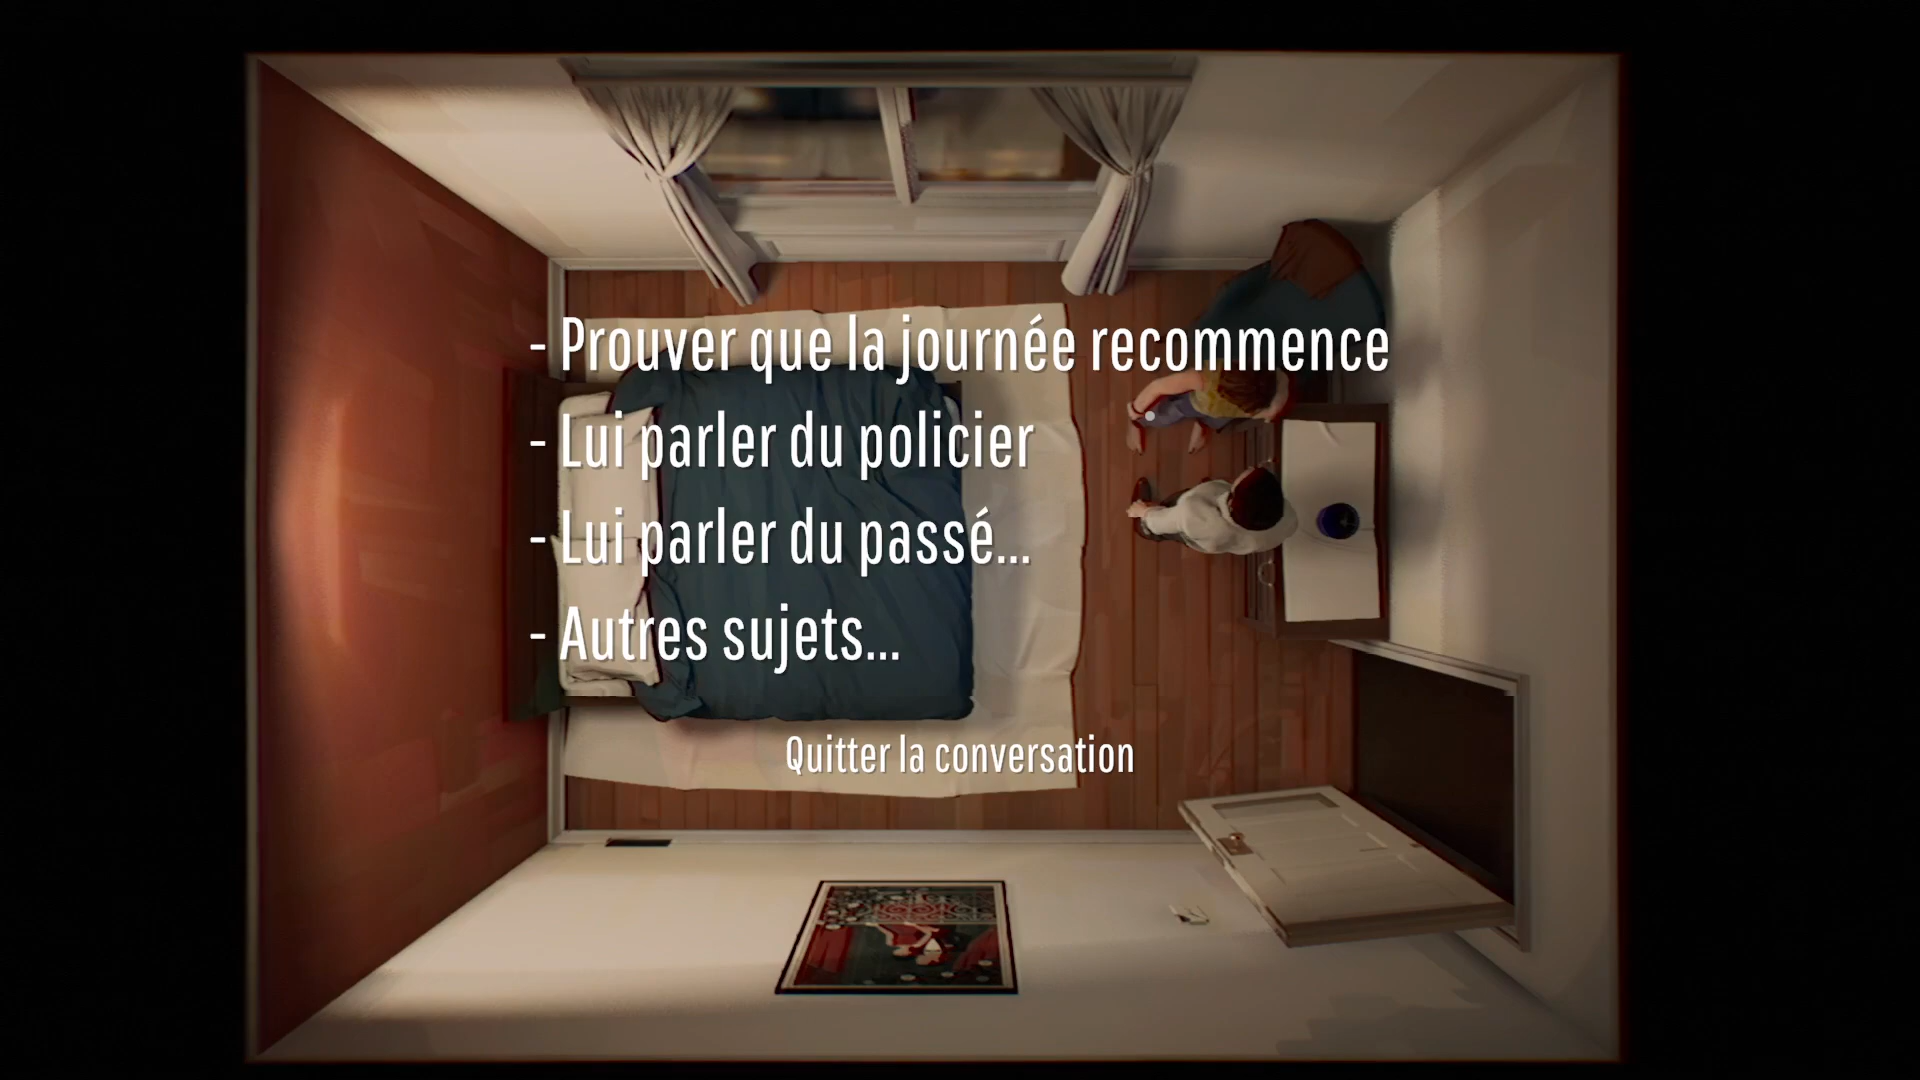 - Prouver que la journée recommence
- Lui parler du policier
- Lui parler du passé...
- Autres sujets...
Quitter la conversation